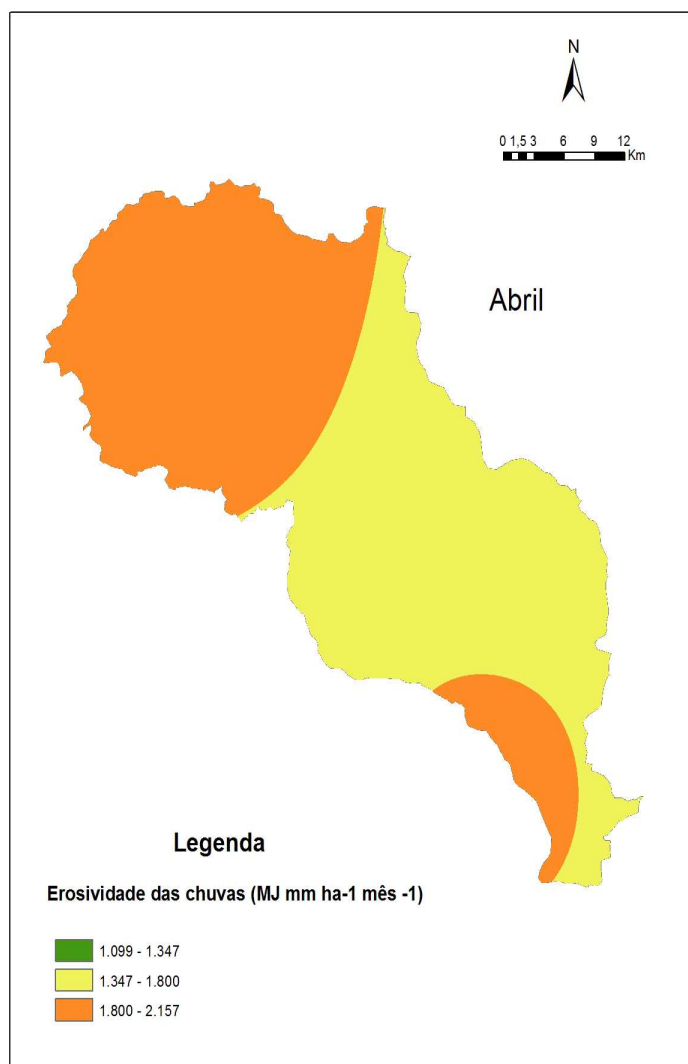 N
0 1,5 3 6 9 12
Km
Abril
Legenda
Erosividade das chuvas (MJ mm ha-1 mês -1)
1.099 - 1.347
1.347 - 1.800
1.800 - 2.157